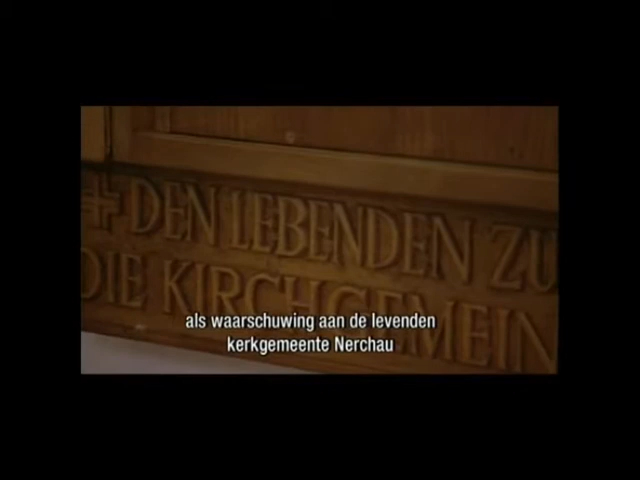 + DEN LEBENDEN ZU
DIE KIRCHGEMEIN
als waarschuwing aan de levenden
kerkgemeente Nerchau